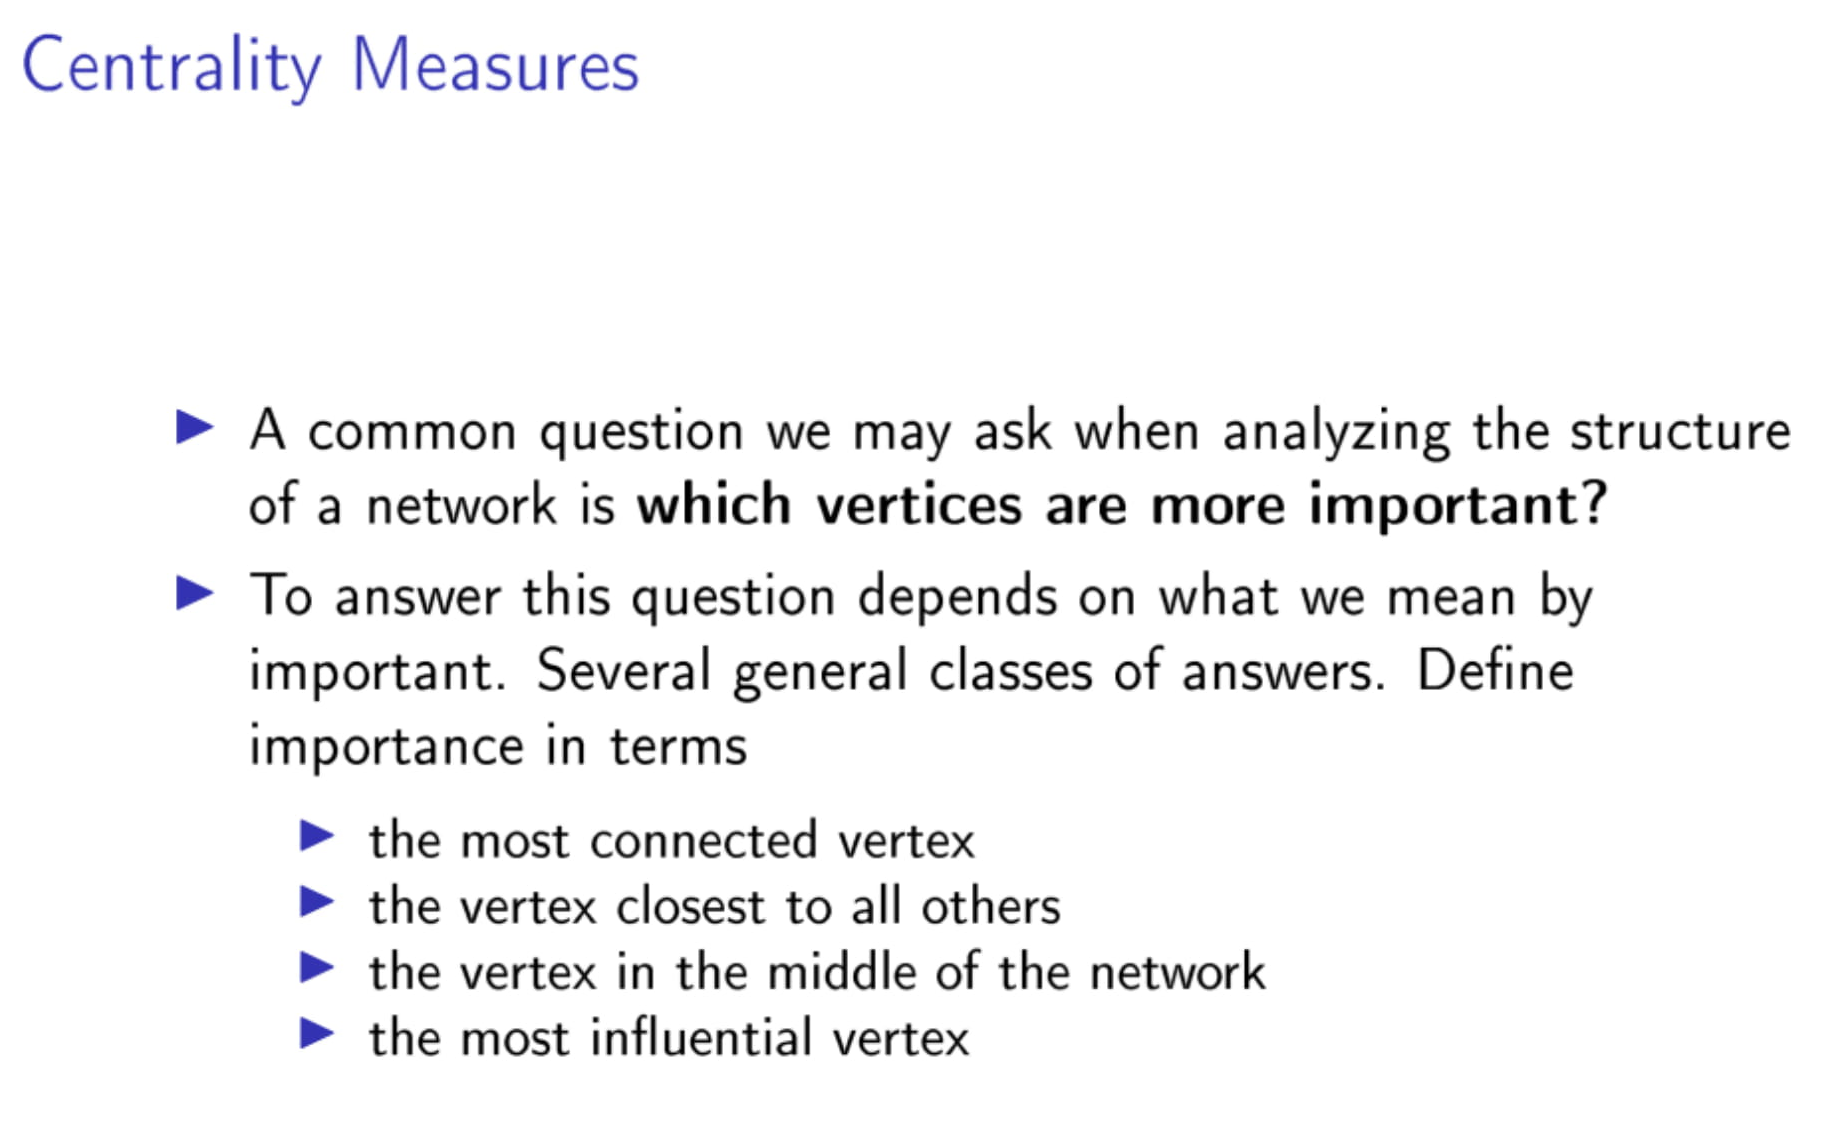 Centrality Measures
A common question we may ask when analyzing the structure
of a network is which vertices are more important?
To answer this question depends on what we mean by
important. Several general classes of answers. Define
importance in terms
the most connected vertex
the vertex closest to all others
the vertex in the middle of the network
the most influential vertex